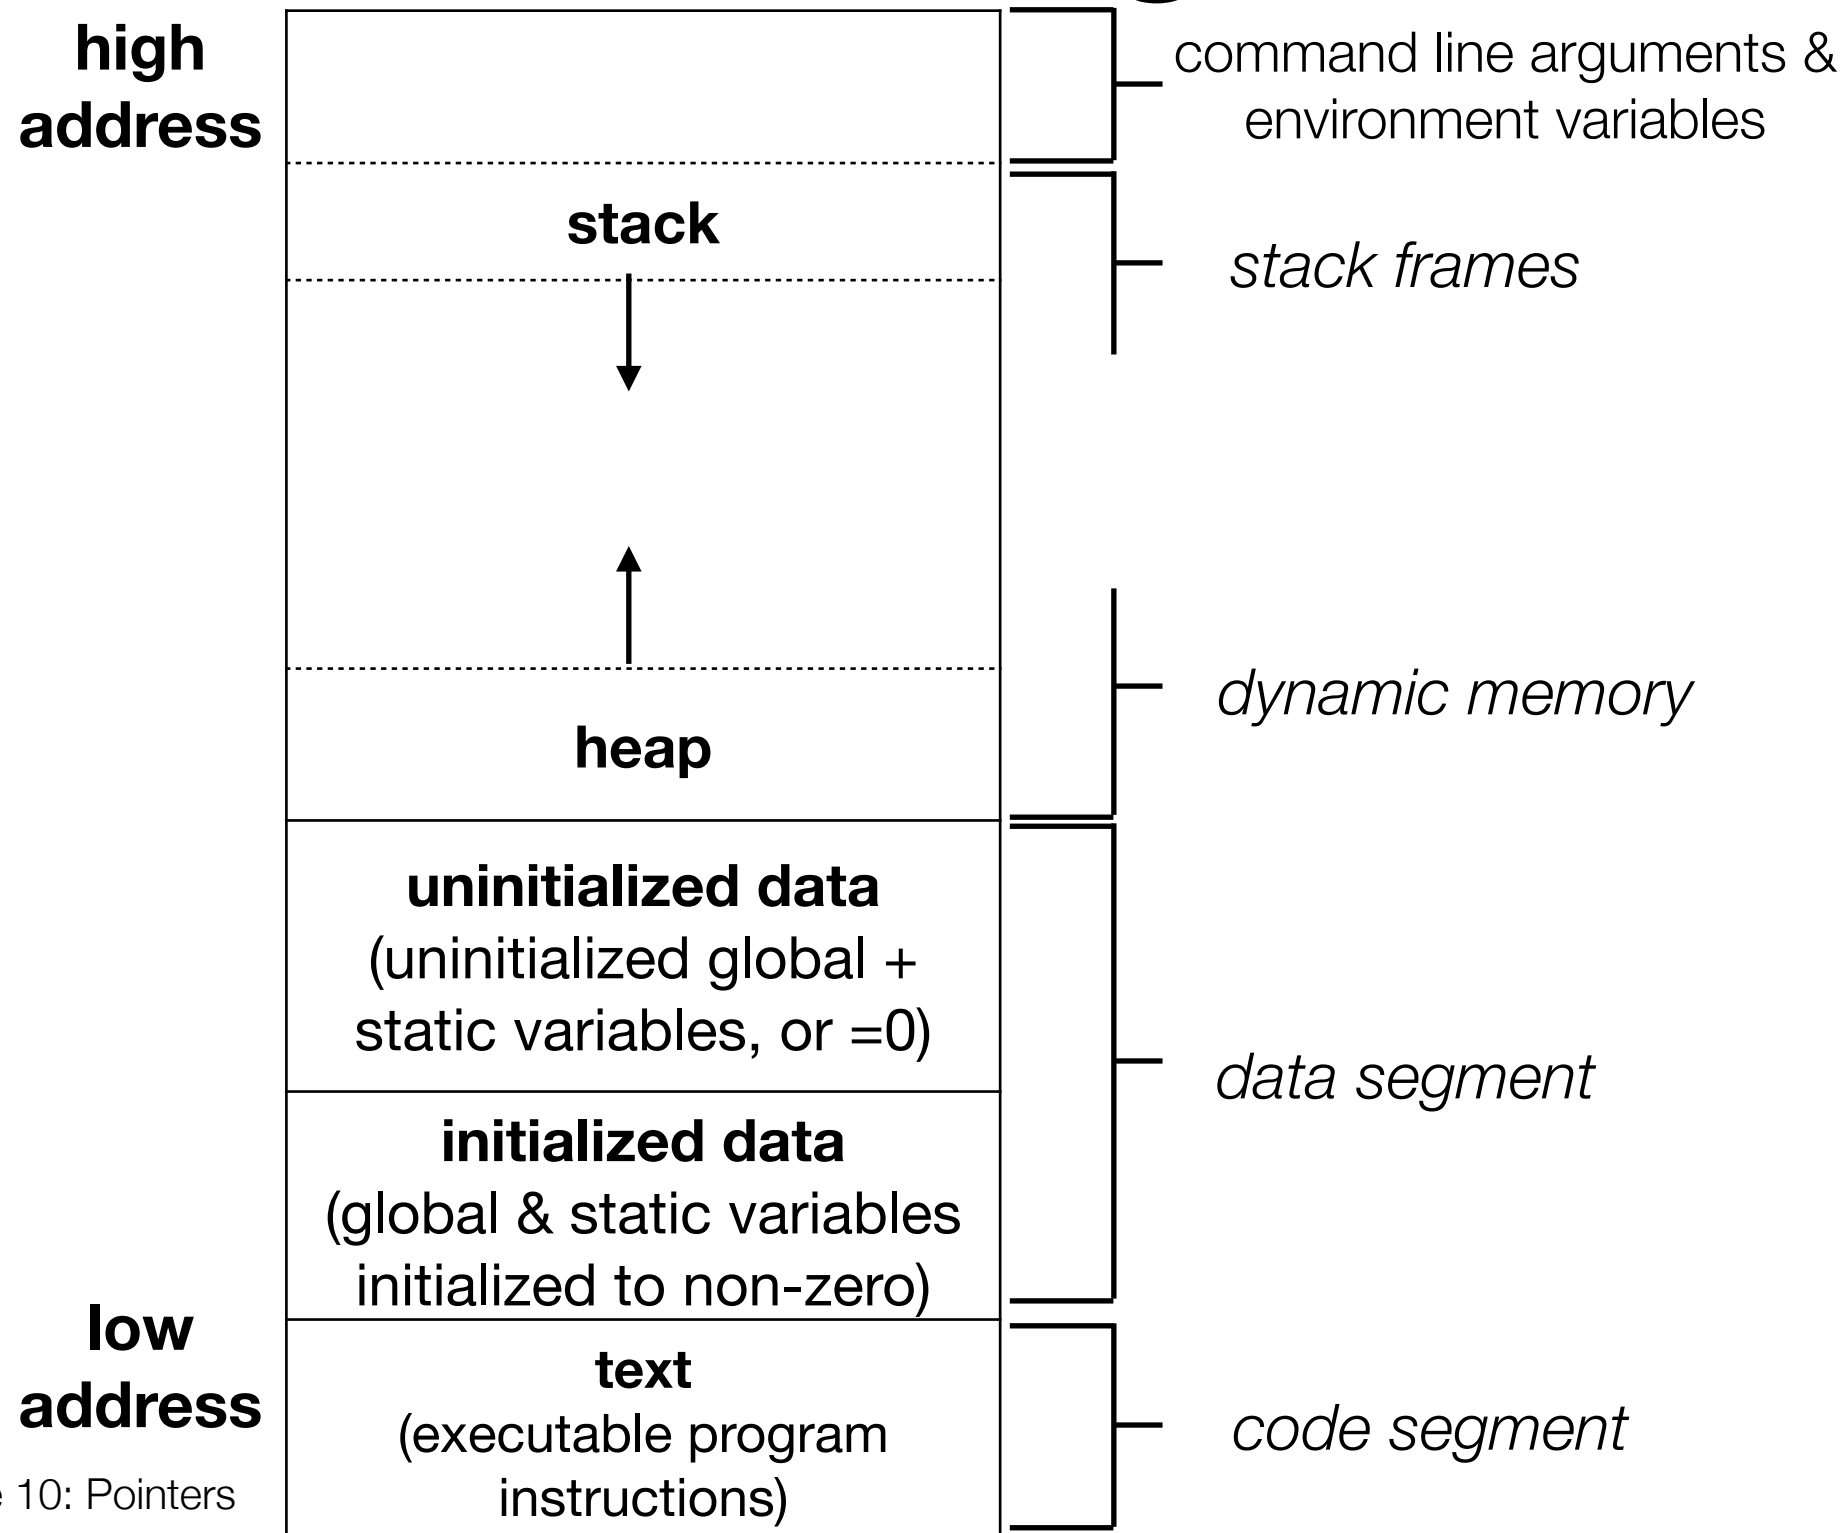 high
address
command line arguments &
environment variables
stack
stack frames
dynamic memory
heap
uninitialized data
(uninitialized global +
static variables, or =0)
data segment
initialized data
(global & static variables
initialized to non-zero)
low
address
text
(executable program
instructions)
code segment
10: Pointers